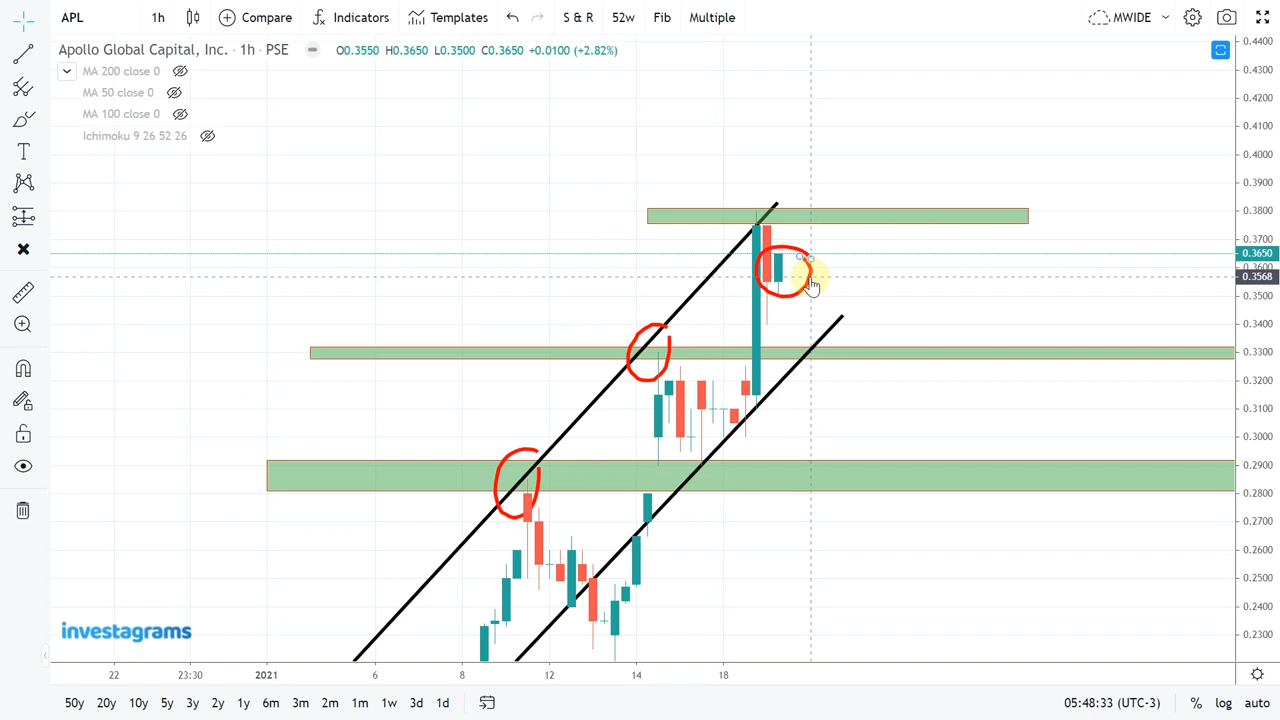 APL 1h Compare Indicators Templates S & R 52w Fib Multiple MWIDE
Apollo Global Capital, Inc. · 1h · PSE O0.3550 H0.3650 L0.3500 C0.3650 +0.0100 (+2.82%)
MA 200 close 0
MA 50 close 0
MA 100 close 0
Ichimoku 9 26 52 26
0.4400
0.4300
0.4200
0.4100
0.4000
0.3900
0.3800
0.3700
0.3650
0.3600
0.3568
0.3500
0.3400
0.3300
0.3200
0.3100
0.3000
0.2900
0.2800
0.2700
0.2600
0.2500
0.2400
0.2300
investagrams
22 23:30 2021 6 8 12 14 18
50y 20y 10y 5y 3y 2y 1y 6m 3m 2m 1m 1w 3d 1d 05:48:33 (UTC-3) % log auto